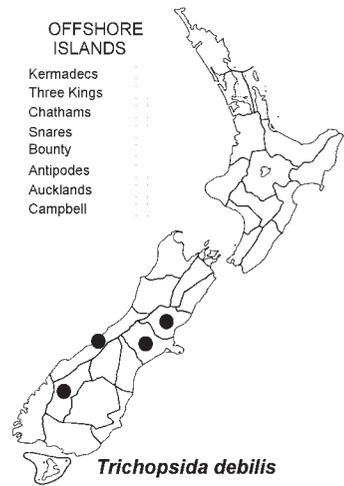 OFFSHORE
ISLANDS
Kermadecs
Three Kings
Chathams
Snares
Bounty
Antipodes
Aucklands
Campbell
Trichopsida debilis